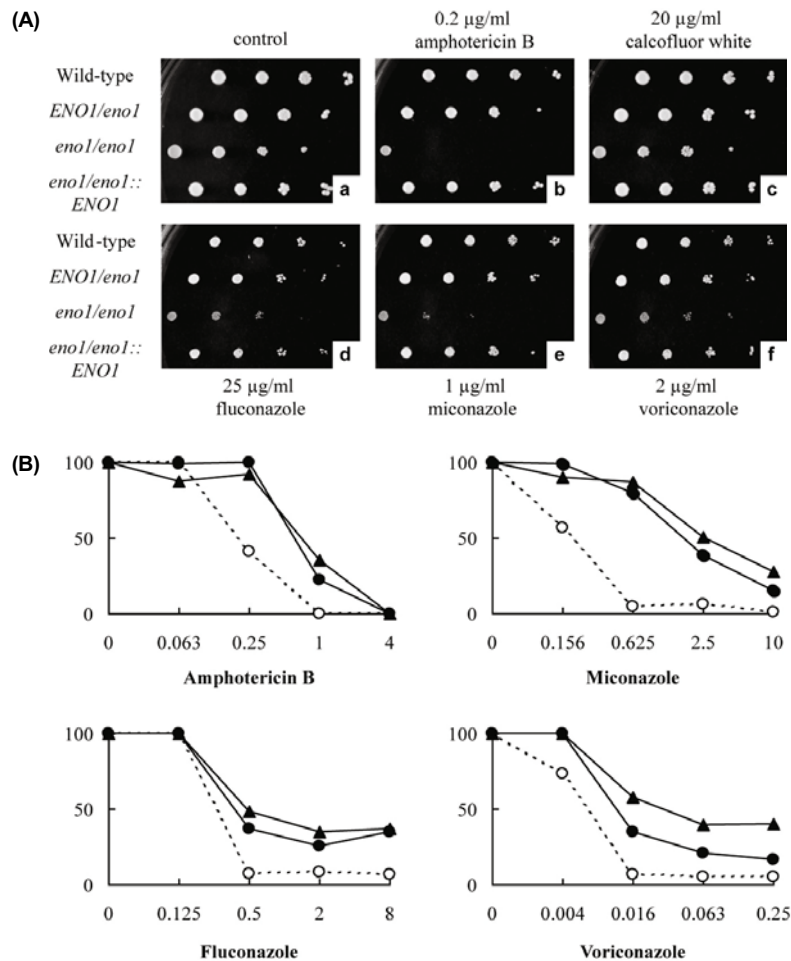 (A)
control
0.2 µg/ml
amphotericin B
20 µg/ml
calcofluor white
Wild-type
ENO1/eno1
eno1/eno1
eno1/eno1::
ENO1
a
b
c
Wild-type
ENO1/eno1
eno1/eno1
eno1/eno1::
ENO1
d
e
f
25 µg/ml
fluconazole
1 µg/ml
miconazole
2 µg/ml
voriconazole
(B)
100
50
0
0 0.063 0.25 1 4
Amphotericin B
100
50
0
0 0.156 0.625 2.5 10
Miconazole
100
50
0
0 0.125 0.5 2 8
Fluconazole
100
50
0
0 0.004 0.016 0.063 0.25
Voriconazole